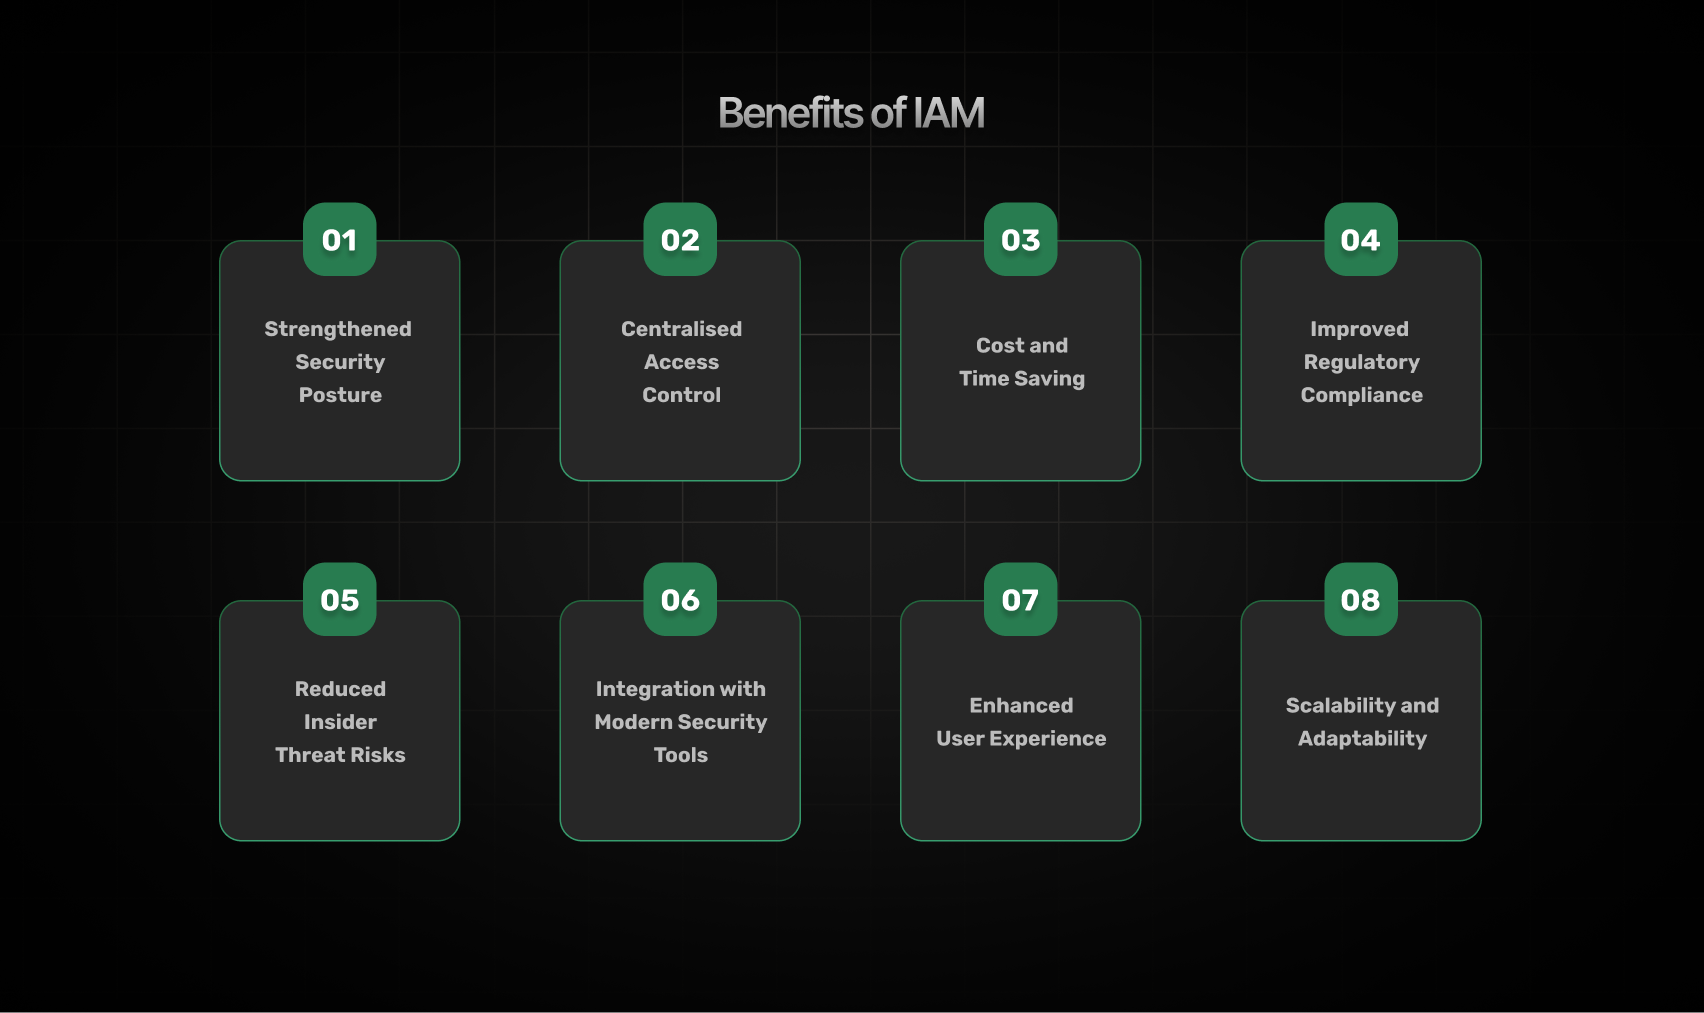 Benefits of IAM
01
Strengthened
Security
Posture
02
Centralised
Access
Control
03
Cost and
Time Saving
04
Improved
Regulatory
Compliance
05
Reduced
Insider
Threat Risks
06
Integration with
Modern Security
Tools
07
Enhanced
User Experience
08
Scalability and
Adaptability